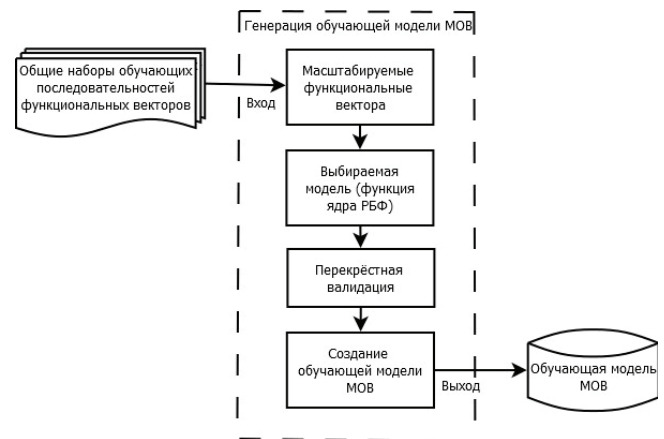 Генерация обучающей модели МОВ
Общие наборы обучающих
последовательностей
функциональных векторов
Вход
Масштабируемые
функциональные
вектора
Выбираемая
модель (функция
ядра РБФ)
Перекрёстная
валидация
Создание
обучающей модели
МОВ
Выход
Обучающая модель
МОВ